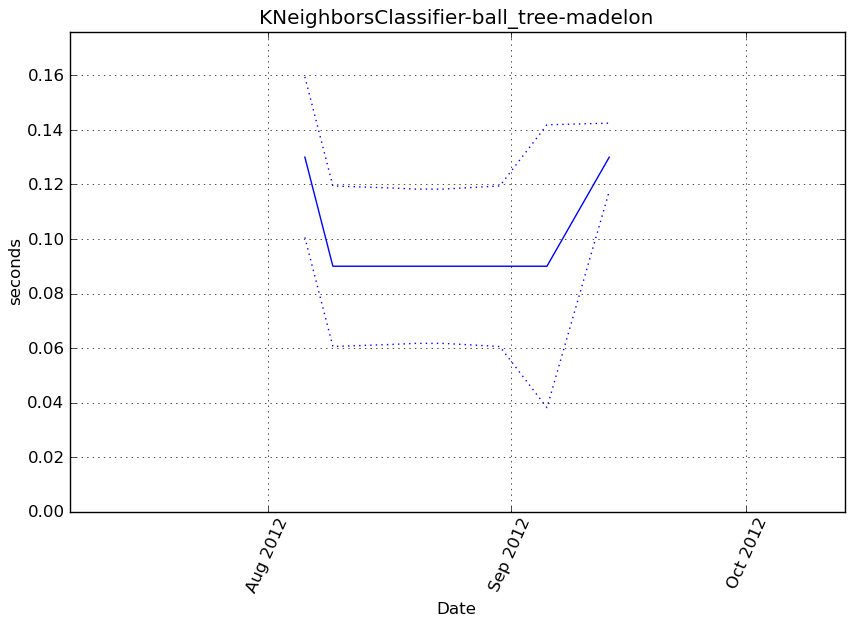 KNeighborsClassifier-ball_tree-madelon
0.16
0.14
0.12
0.10
0.08
0.06
0.04
0.02
0.00
seconds
Aug 2012
Sep 2012
Oct 2012
Date